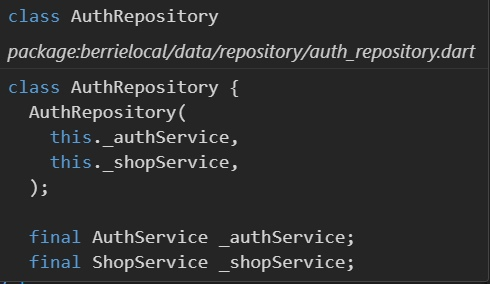 class AuthRepository
package:berrielocal/data/repository/auth_repository.dart
class AuthRepository {
  AuthRepository(
    this._authService,
    this._shopService,
  );

  final AuthService _authService;
  final ShopService _shopService;